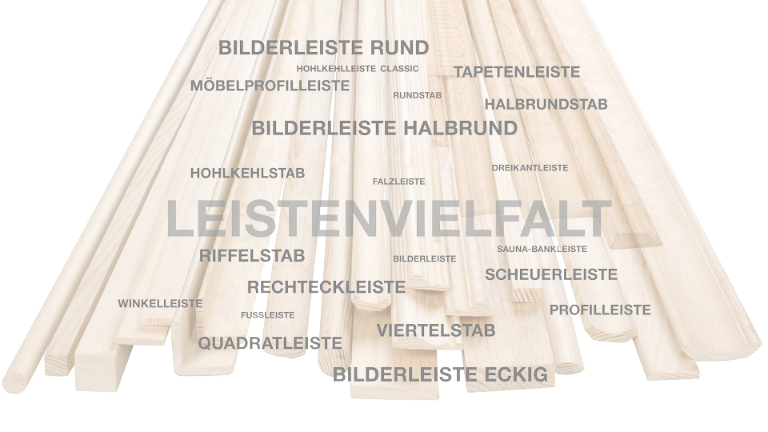 BILDERLEISTE RUND
HOHLKEHLLEISTE CLASSIC
TAPETENLEISTE
MÖBELPROFILLEISTE
RUNDSTAB
HALBRUNDSTAB
BILDERLEISTE HALBRUND
DREIKANTLEISTE
HOHLKEHLSTAB
FALZLEISTE
LEISTENVIELFALT
SAUNA-BANKLEISTE
RIFFELSTAB
BILDERLEISTE
SCHEUERLEISTE
RECHTECKLEISTE
WINKELLEISTE
PROFILLEISTE
FUSSLEISTE
VIERTELSTAB
QUADRATLEISTE
BILDERLEISTE ECKIG